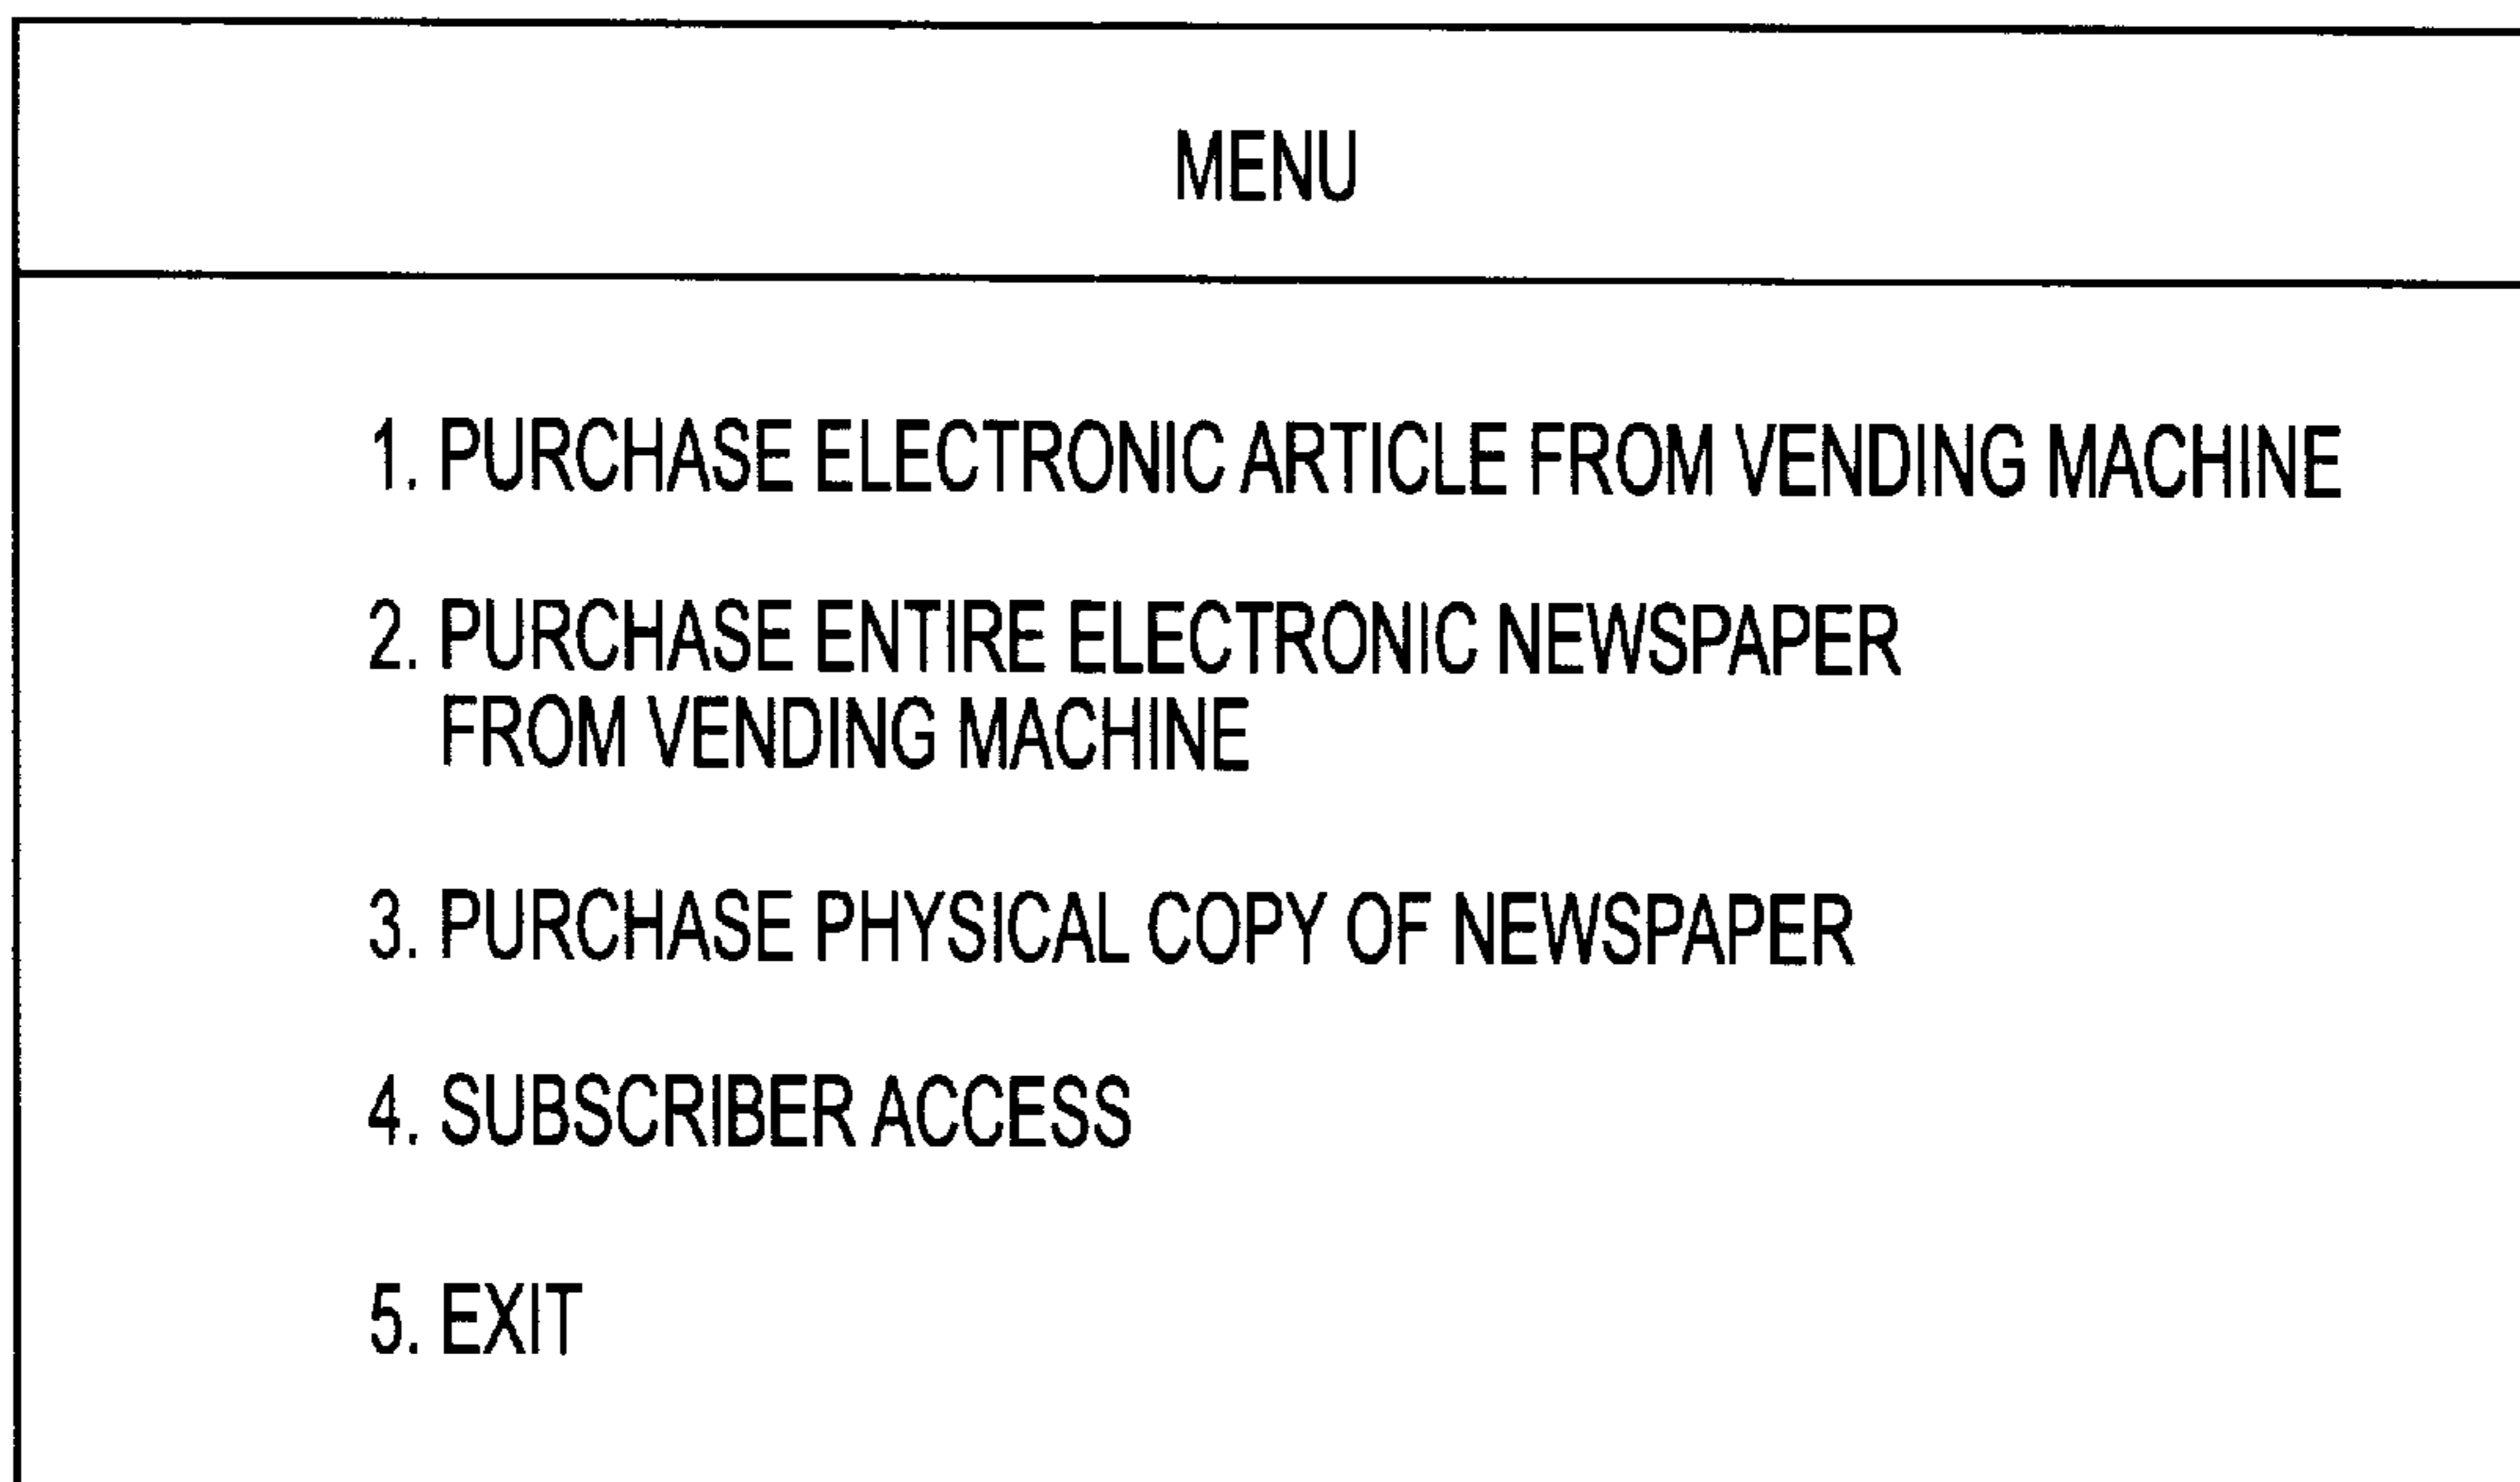 MENU
1. PURCHASE ELECTRONIC ARTICLE FROM VENDING MACHINE
2. PURCHASE ENTIRE ELECTRONIC NEWSPAPER
FROM VENDING MACHINE
3. PURCHASE PHYSICAL COPY OF NEWSPAPER
4. SUBSCRIBER ACCESS
5. EXIT